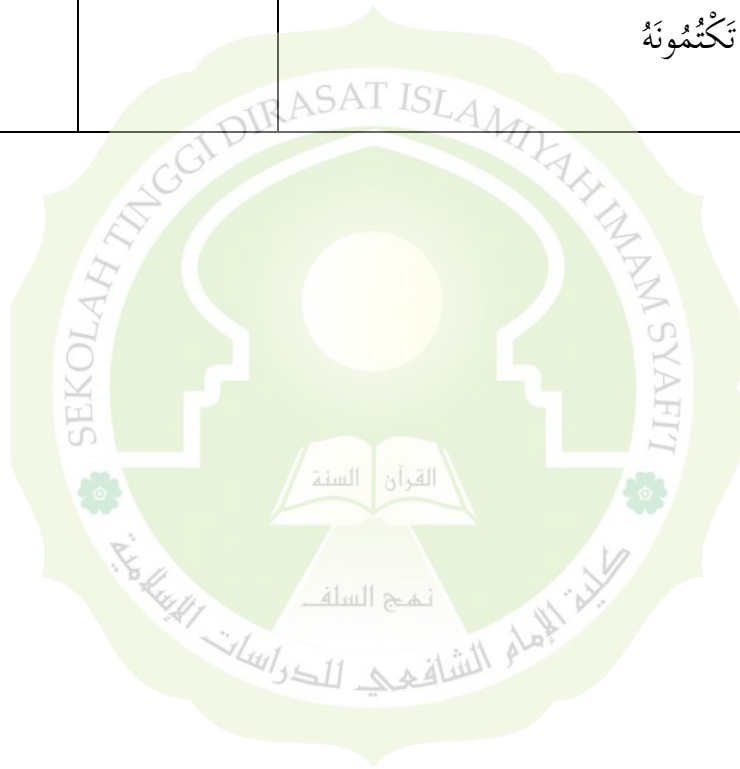 تَكْتُمُونَهُ
SEKOLAH TINGGI DIRASAT ISLAMIYAH IMAM SYAFI'I
القرآن السنة
نهج السلف
كلية الإمام الشافعي للدراسات الإسلامية